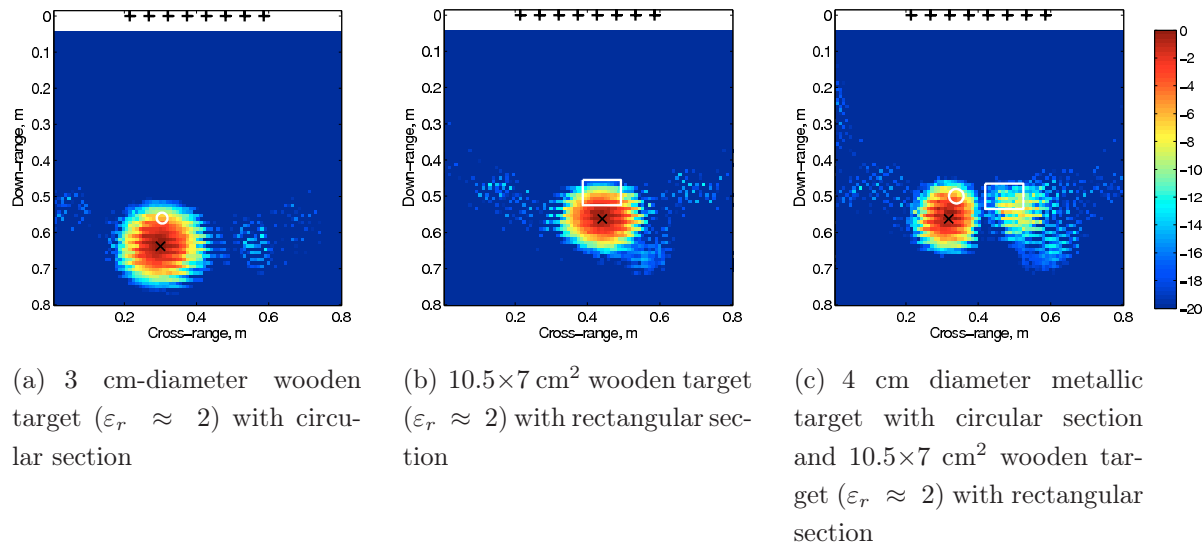 0
0.1
0.2
0.3
0.4
0.5
0.6
0.7
0.8
Down−range, m
0.2 0.4 0.6 0.8
Cross−range, m
0
0.1
0.2
0.3
0.4
0.5
0.6
0.7
0.8
Down−range, m
0.2 0.4 0.6 0.8
Cross−range, m
0
0.1
0.2
0.3
0.4
0.5
0.6
0.7
0.8
Down−range, m
0.2 0.4 0.6 0.8
Cross−range, m
0
−2
−4
−6
−8
−10
−12
−14
−16
−18
−20
(a) 3 cm-diameter wooden
target (εr ≈ 2) with circu-
lar section
(b) 10.5×7 cm² wooden target
(εr ≈ 2) with rectangular sec-
tion
(c) 4 cm diameter metallic
target with circular section
and 10.5×7 cm² wooden tar-
get (εr ≈ 2) with rectangular
section